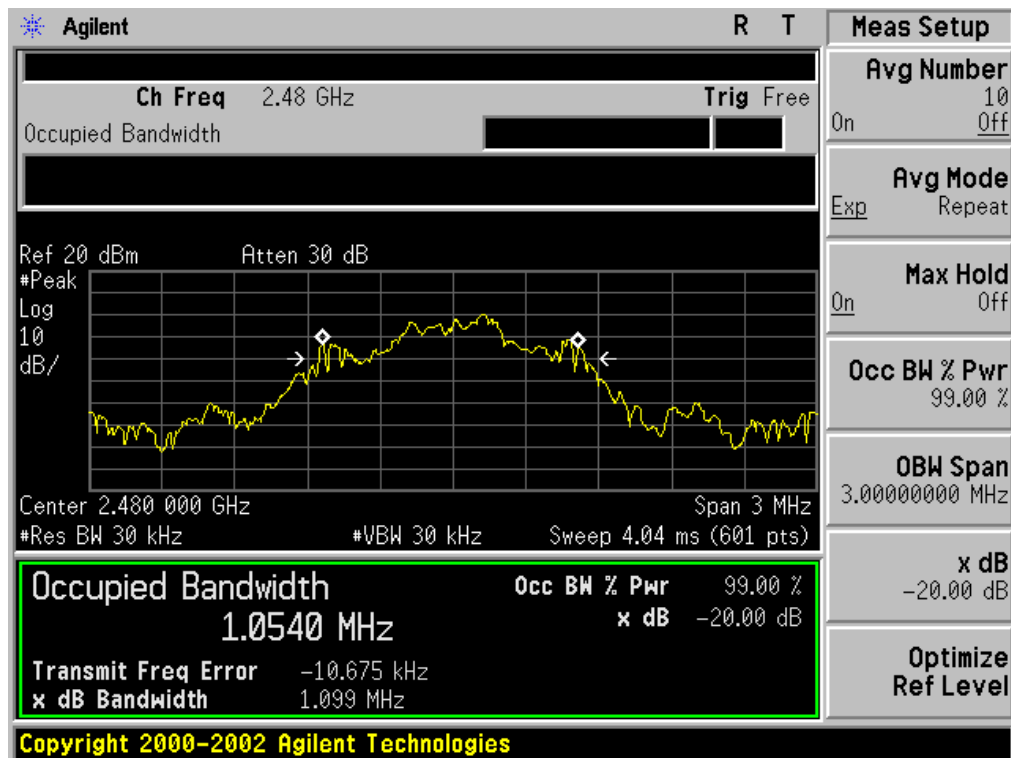 Agilent R T Meas Setup
Ch Freq 2.48 GHz Trig Free
Occupied Bandwidth
Ref 20 dBm Atten 30 dB
#Peak
Log
10
dB/
Center 2.480 000 GHz Span 3 MHz
#Res BW 30 kHz #VBW 30 kHz Sweep 4.04 ms (601 pts)
Occupied Bandwidth Occ BW % Pwr 99.00 %
1.0540 MHz x dB -20.00 dB
Transmit Freq Error -10.675 kHz
x dB Bandwidth 1.099 MHz
Avg Number
10
On Off
Avg Mode
Exp Repeat
Max Hold
On Off
Occ BW % Pwr
99.00 %
OBW Span
3.00000000 MHz
x dB
-20.00 dB
Optimize
Ref Level
Copyright 2000-2002 Agilent Technologies